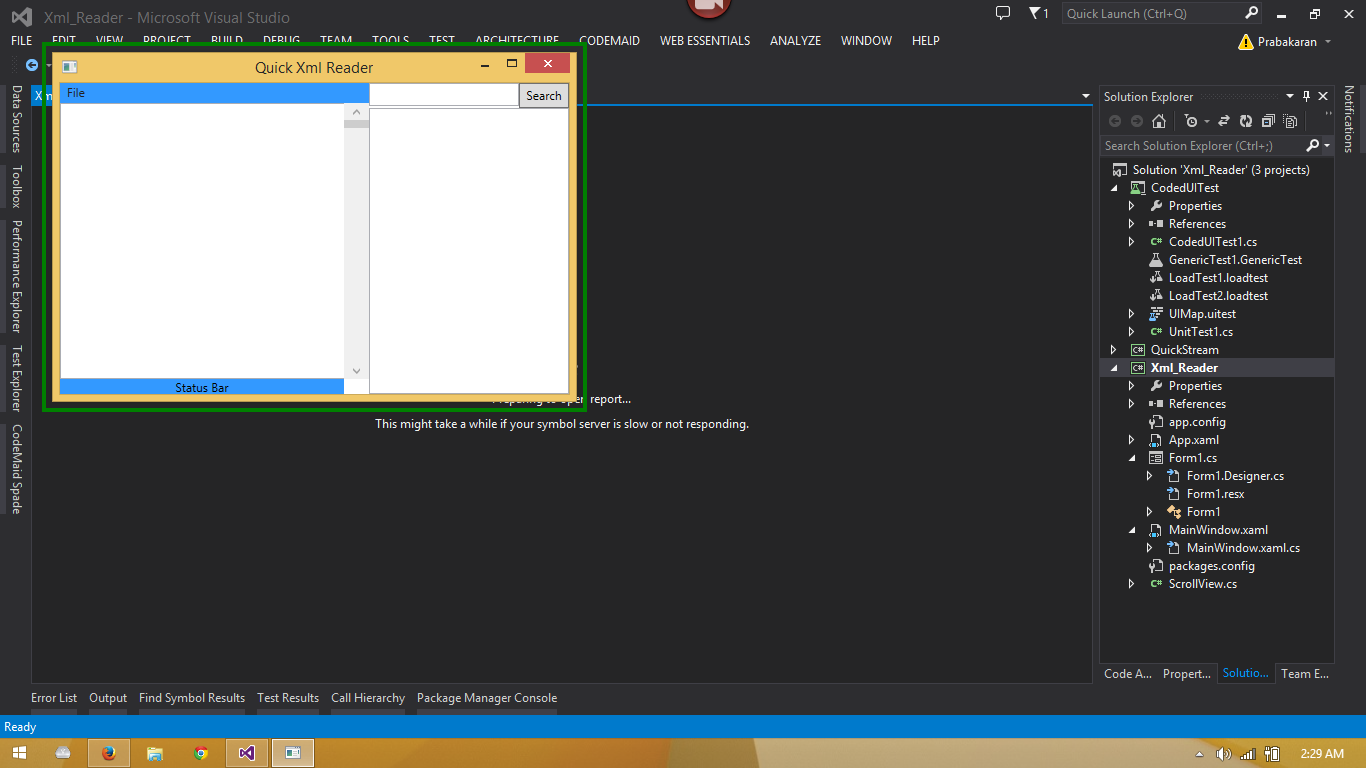 Xml_Reader - Microsoft Visual Studio
1
Quick Launch (Ctrl+Q)
FILE EDIT VIEW PROJECT BUILD DEBUG TEAM TOOLS TEST ARCHITECTURE CODEMAID WEB ESSENTIALS ANALYZE WINDOW HELP
Prabakaran
Quick Xml Reader
File
Search
Status Bar
Xm
report...
This might take a while if your symbol server is slow or not responding.
Data Sources
Toolbox
Performance Explorer
Test Explorer
CodeMaid Spade
Solution Explorer
Search Solution Explorer (Ctrl+;)
Solution 'Xml_Reader' (3 projects)
CodedUITest
Properties
References
C# CodedUITest1.cs
GenericTest1.GenericTest
LoadTest1.loadtest
LoadTest2.loadtest
UIMap.uitest
C# UnitTest1.cs
C# QuickStream
C# Xml_Reader
Properties
References
app.config
App.xaml
Form1.cs
Form1.Designer.cs
Form1.resx
Form1
MainWindow.xaml
MainWindow.xaml.cs
packages.config
C# ScrollView.cs
Code A... Propert... Solutio... Team E...
Notifications
Error List Output Find Symbol Results Test Results Call Hierarchy Package Manager Console
Ready
2:29 AM